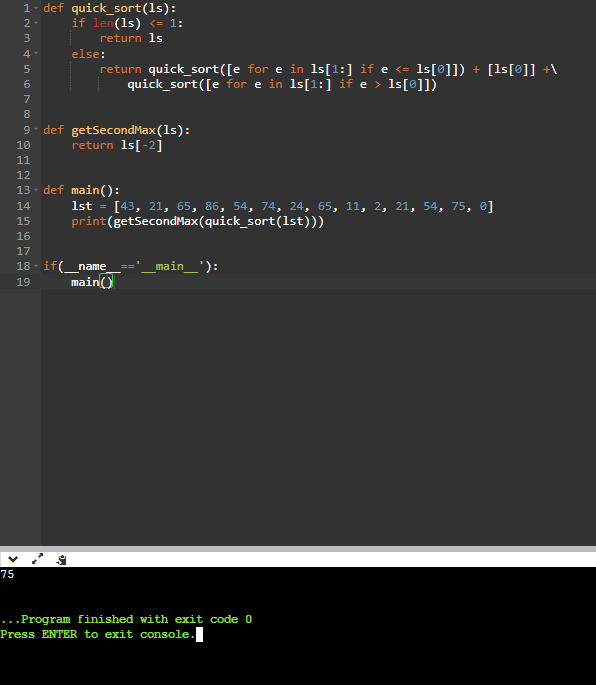 1 def quick_sort(ls):
2     if len(ls) <= 1:
3         return ls
4     else:
5         return quick_sort([e for e in ls[1:] if e <= ls[0]]) + [ls[0]] +\
6             quick_sort([e for e in ls[1:] if e > ls[0]])
7
8
9 def getSecondMax(ls):
10     return ls[-2]
11
12
13 def main():
14     lst = [43, 21, 65, 86, 54, 74, 24, 65, 11, 2, 21, 54, 75, 0]
15     print(getSecondMax(quick_sort(lst)))
16
17
18 if(__name__=='__main__'):
19     main()
75
...Program finished with exit code 0
Press ENTER to exit console.